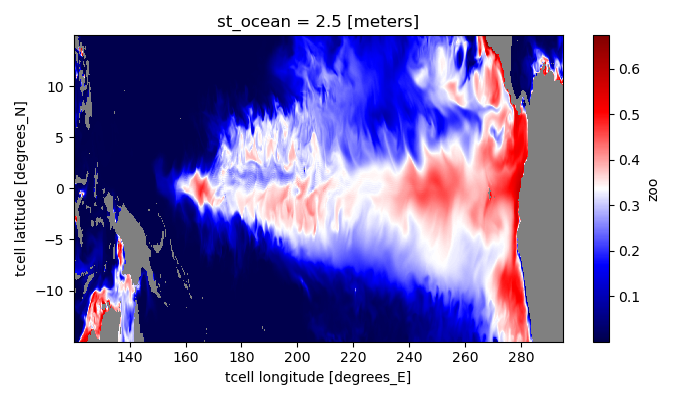 st_ocean = 2.5 [meters]
10
5
0
−5
−10
tcell latitude [degrees_N]
140 160 180 200 220 240 260 280
tcell longitude [degrees_E]
0.6
0.5
0.4
0.3
0.2
0.1
zoo